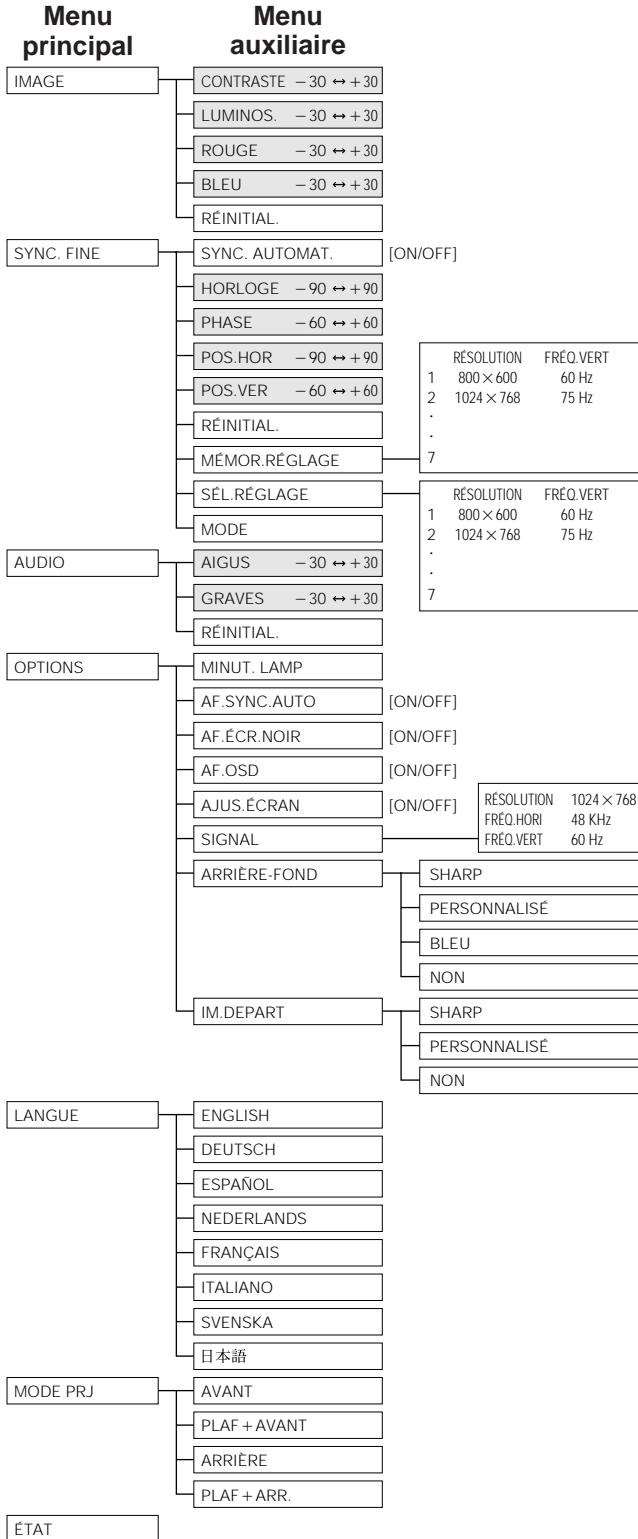 Menu principal
Menu auxiliaire
IMAGE
CONTRASTE −30 ↔ +30
LUMINOS. −30 ↔ +30
ROUGE −30 ↔ +30
BLEU −30 ↔ +30
RÉINITIAL.
SYNC. FINE
SYNC. AUTOMAT. [ON/OFF]
HORLOGE −90 ↔ +90
PHASE −60 ↔ +60
POS.HOR −90 ↔ +90
POS.VER −60 ↔ +60
RÉINITIAL.
MÉMOR.RÉGLAGE
RÉSOLUTION FRÉQ.VERT
1 800×600 60 Hz
2 1024×768 75 Hz
·
·
7
SÉL.RÉGLAGE
RÉSOLUTION FRÉQ.VERT
1 800×600 60 Hz
2 1024×768 75 Hz
·
·
7
MODE
AUDIO
AIGUS −30 ↔ +30
GRAVES −30 ↔ +30
RÉINITIAL.
OPTIONS
MINUT. LAMP
AF.SYNC.AUTO [ON/OFF]
AF.ÉCR.NOIR [ON/OFF]
AF.OSD [ON/OFF]
AJUS.ÉCRAN [ON/OFF]
SIGNAL
RÉSOLUTION 1024×768
FRÉQ.HORI 48 KHz
FRÉQ.VERT 60 Hz
ARRIÈRE-FOND
SHARP
PERSONNALISÉ
BLEU
NON
IM.DEPART
SHARP
PERSONNALISÉ
NON
LANGUE
ENGLISH
DEUTSCH
ESPAÑOL
NEDERLANDS
FRANÇAIS
ITALIANO
SVENSKA
日本語
MODE PRJ
AVANT
PLAF+AVANT
ARRIÈRE
PLAF+ARR.
ÉTAT